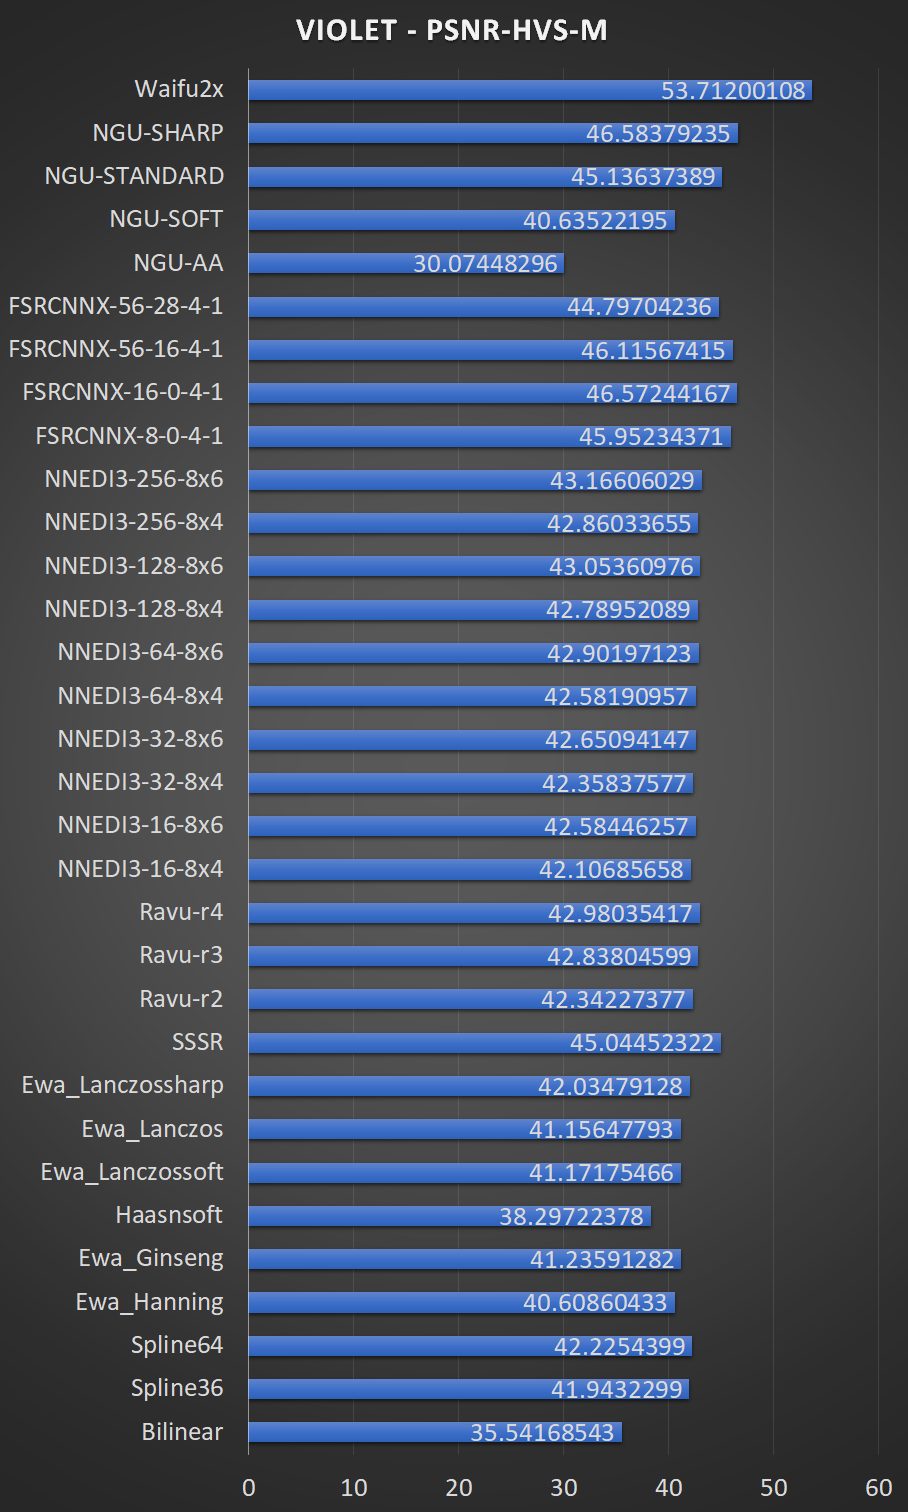 VIOLET - PSNR-HVS-M
Waifu2x 53.71200108
NGU-SHARP 46.58379235
NGU-STANDARD 45.13637389
NGU-SOFT 40.63522195
NGU-AA 30.07448296
FSRCNNX-56-28-4-1 44.79704236
FSRCNNX-56-16-4-1 46.11567415
FSRCNNX-16-0-4-1 46.57244167
FSRCNNX-8-0-4-1 45.95234371
NNEDI3-256-8x6 43.16606029
NNEDI3-256-8x4 42.86033655
NNEDI3-128-8x6 43.05360976
NNEDI3-128-8x4 42.78952089
NNEDI3-64-8x6 42.90197123
NNEDI3-64-8x4 42.58190957
NNEDI3-32-8x6 42.65094147
NNEDI3-32-8x4 42.35837577
NNEDI3-16-8x6 42.58446257
NNEDI3-16-8x4 42.10685658
Ravu-r4 42.98035417
Ravu-r3 42.83804599
Ravu-r2 42.34227377
SSSR 45.04452322
Ewa_Lanczossharp 42.03479128
Ewa_Lanczos 41.15647793
Ewa_Lanczossoft 41.17175466
Haasnsoft 38.29722378
Ewa_Ginseng 41.23591282
Ewa_Hanning 40.60860433
Spline64 42.2254399
Spline36 41.9432299
Bilinear 35.54168543
0 10 20 30 40 50 60